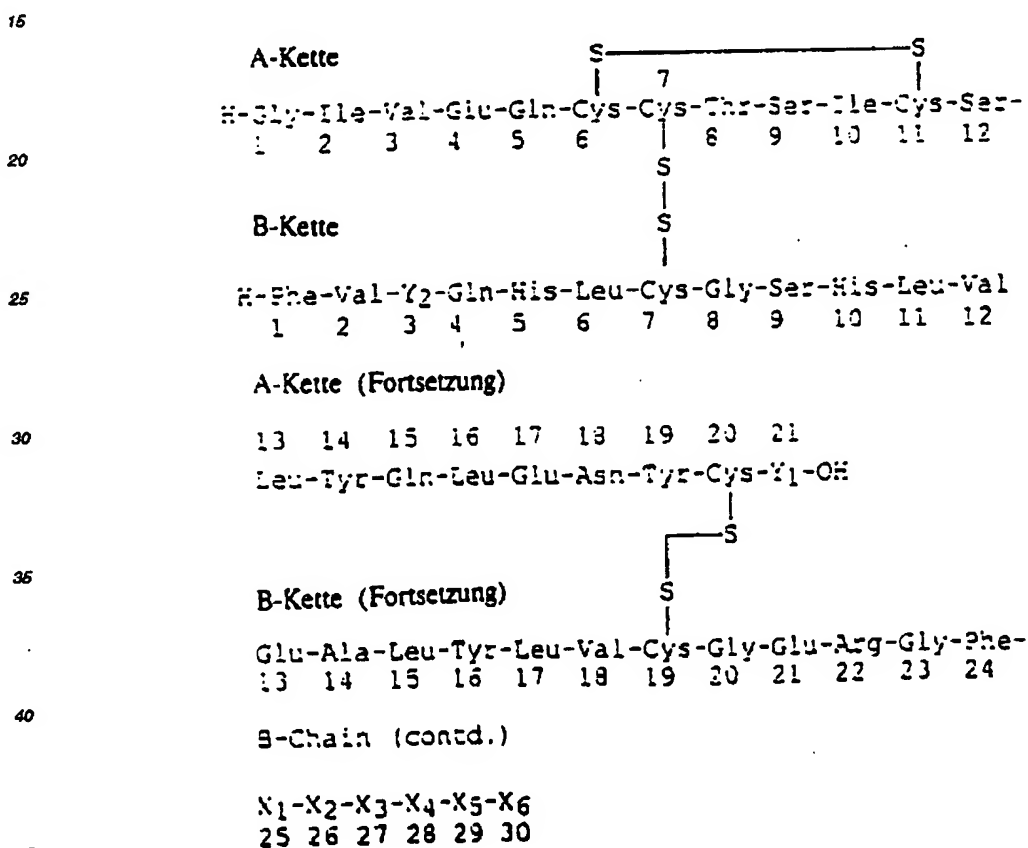 15
A-Kette S S
7
H-Gly-Ile-Val-Glu-Gln-Cys-Cys-Thr-Ser-Ile-Cys-Ser-
1 2 3 4 5 6 8 9 10 11 12
20
S
S
B-Kette
25
H-Phe-Val-Y2-Gln-His-Leu-Cys-Gly-Ser-His-Leu-Val
1 2 3 4 5 6 7 8 9 10 11 12
A-Kette (Fortsetzung)
30
13 14 15 16 17 18 19 20 21
Leu-Tyr-Gln-Leu-Glu-Asn-Tyr-Cys-Y1-OH
S
35
S
B-Kette (Fortsetzung)
Glu-Ala-Leu-Tyr-Leu-Val-Cys-Gly-Glu-Arg-Gly-Phe-
13 14 15 16 17 18 19 20 21 22 23 24
40
B-Chain (contd.)
X1-X2-X3-X4-X5-X6
25 26 27 28 29 30